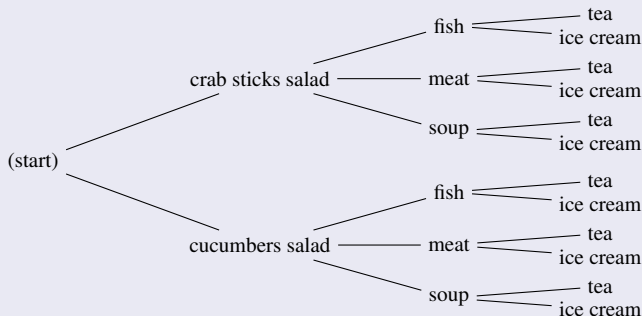 tea
fish
ice cream
tea
crab sticks salad
meat
ice cream
tea
soup
ice cream
(start)
tea
fish
ice cream
tea
cucumbers salad
meat
ice cream
tea
soup
ice cream